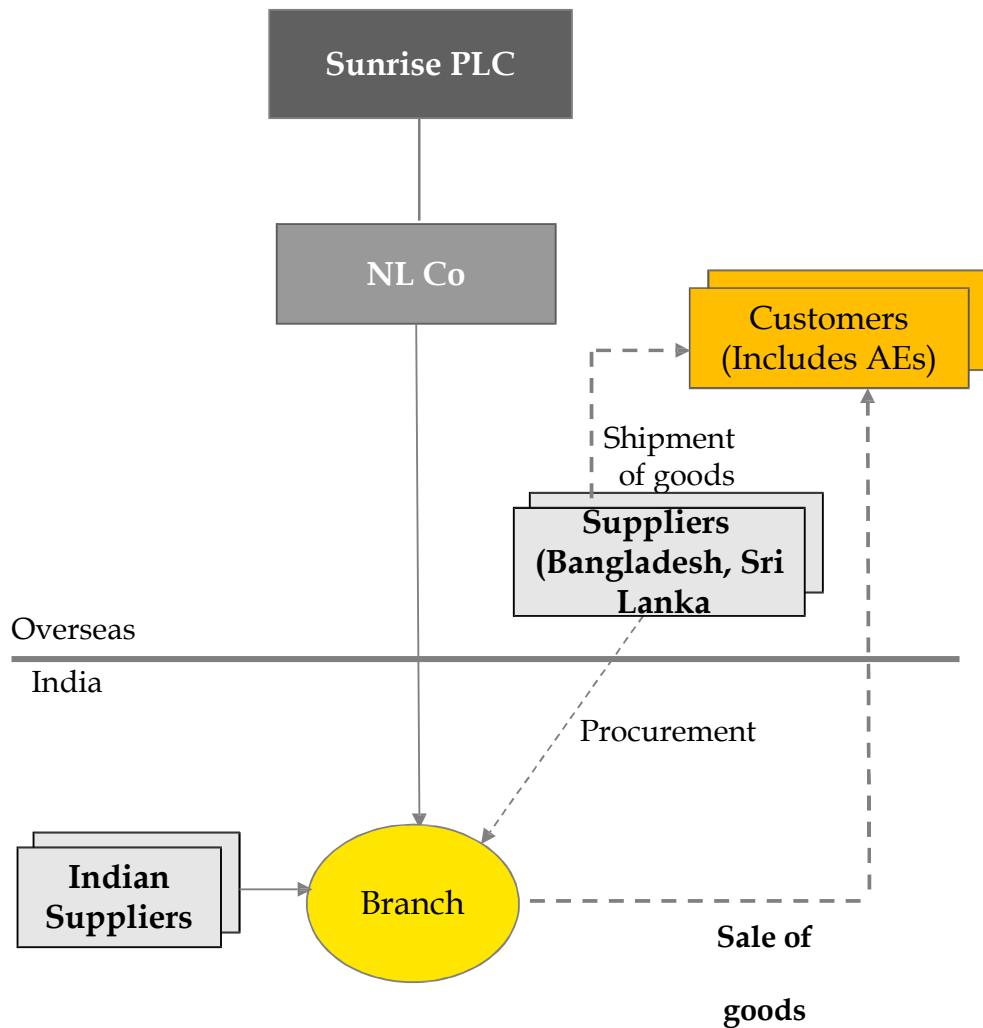 Sunrise PLC
NL Co
Customers
(Includes AEs)
Shipment
of goods
Suppliers
(Bangladesh, Sri
Lanka
Overseas
India
Procurement
Indian
Suppliers
Branch
Sale of
goods